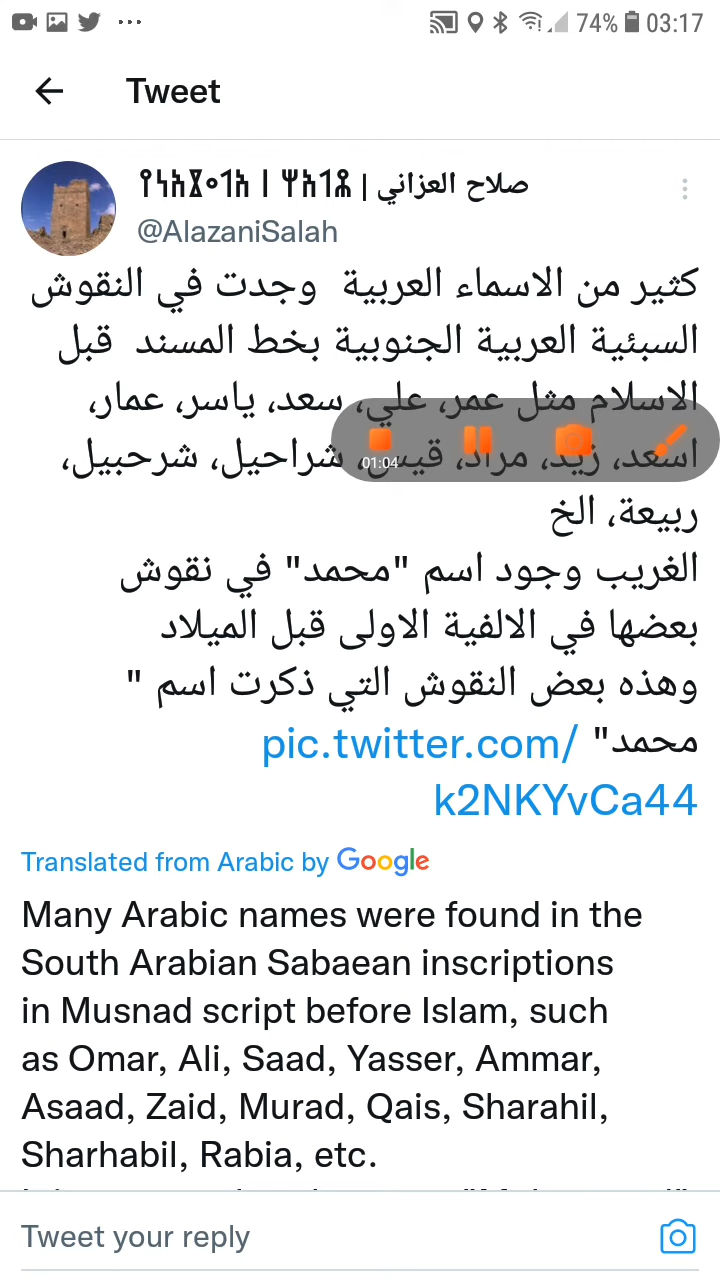 74% 03:17
Tweet
صلاح العزاني | 𐩮𐩡𐩱𐩢 | 𐩱𐩡𐩲𐩸𐩱𐩬𐩺
@AlazaniSalah
كثير من الاسماء العربية وجدت في النقوش
السبئية العربية الجنوبية بخط المسند قبل
الاسلام مثل عمر، علي، سعد، ياسر، عمار،
اسعد، زيد، مراد، قيس، شراحيل، شرحبيل،
01:04
ربيعة، الخ
الغريب وجود اسم "محمد" في نقوش
بعضها في الالفية الاولى قبل الميلاد
وهذه بعض النقوش التي ذكرت اسم "
محمد" pic.twitter.com/
k2NKYvCa44
Translated from Arabic by Google
Many Arabic names were found in the
South Arabian Sabaean inscriptions
in Musnad script before Islam, such
as Omar, Ali, Saad, Yasser, Ammar,
Asaad, Zaid, Murad, Qais, Sharahil,
Sharhabil, Rabia, etc.
Tweet your reply